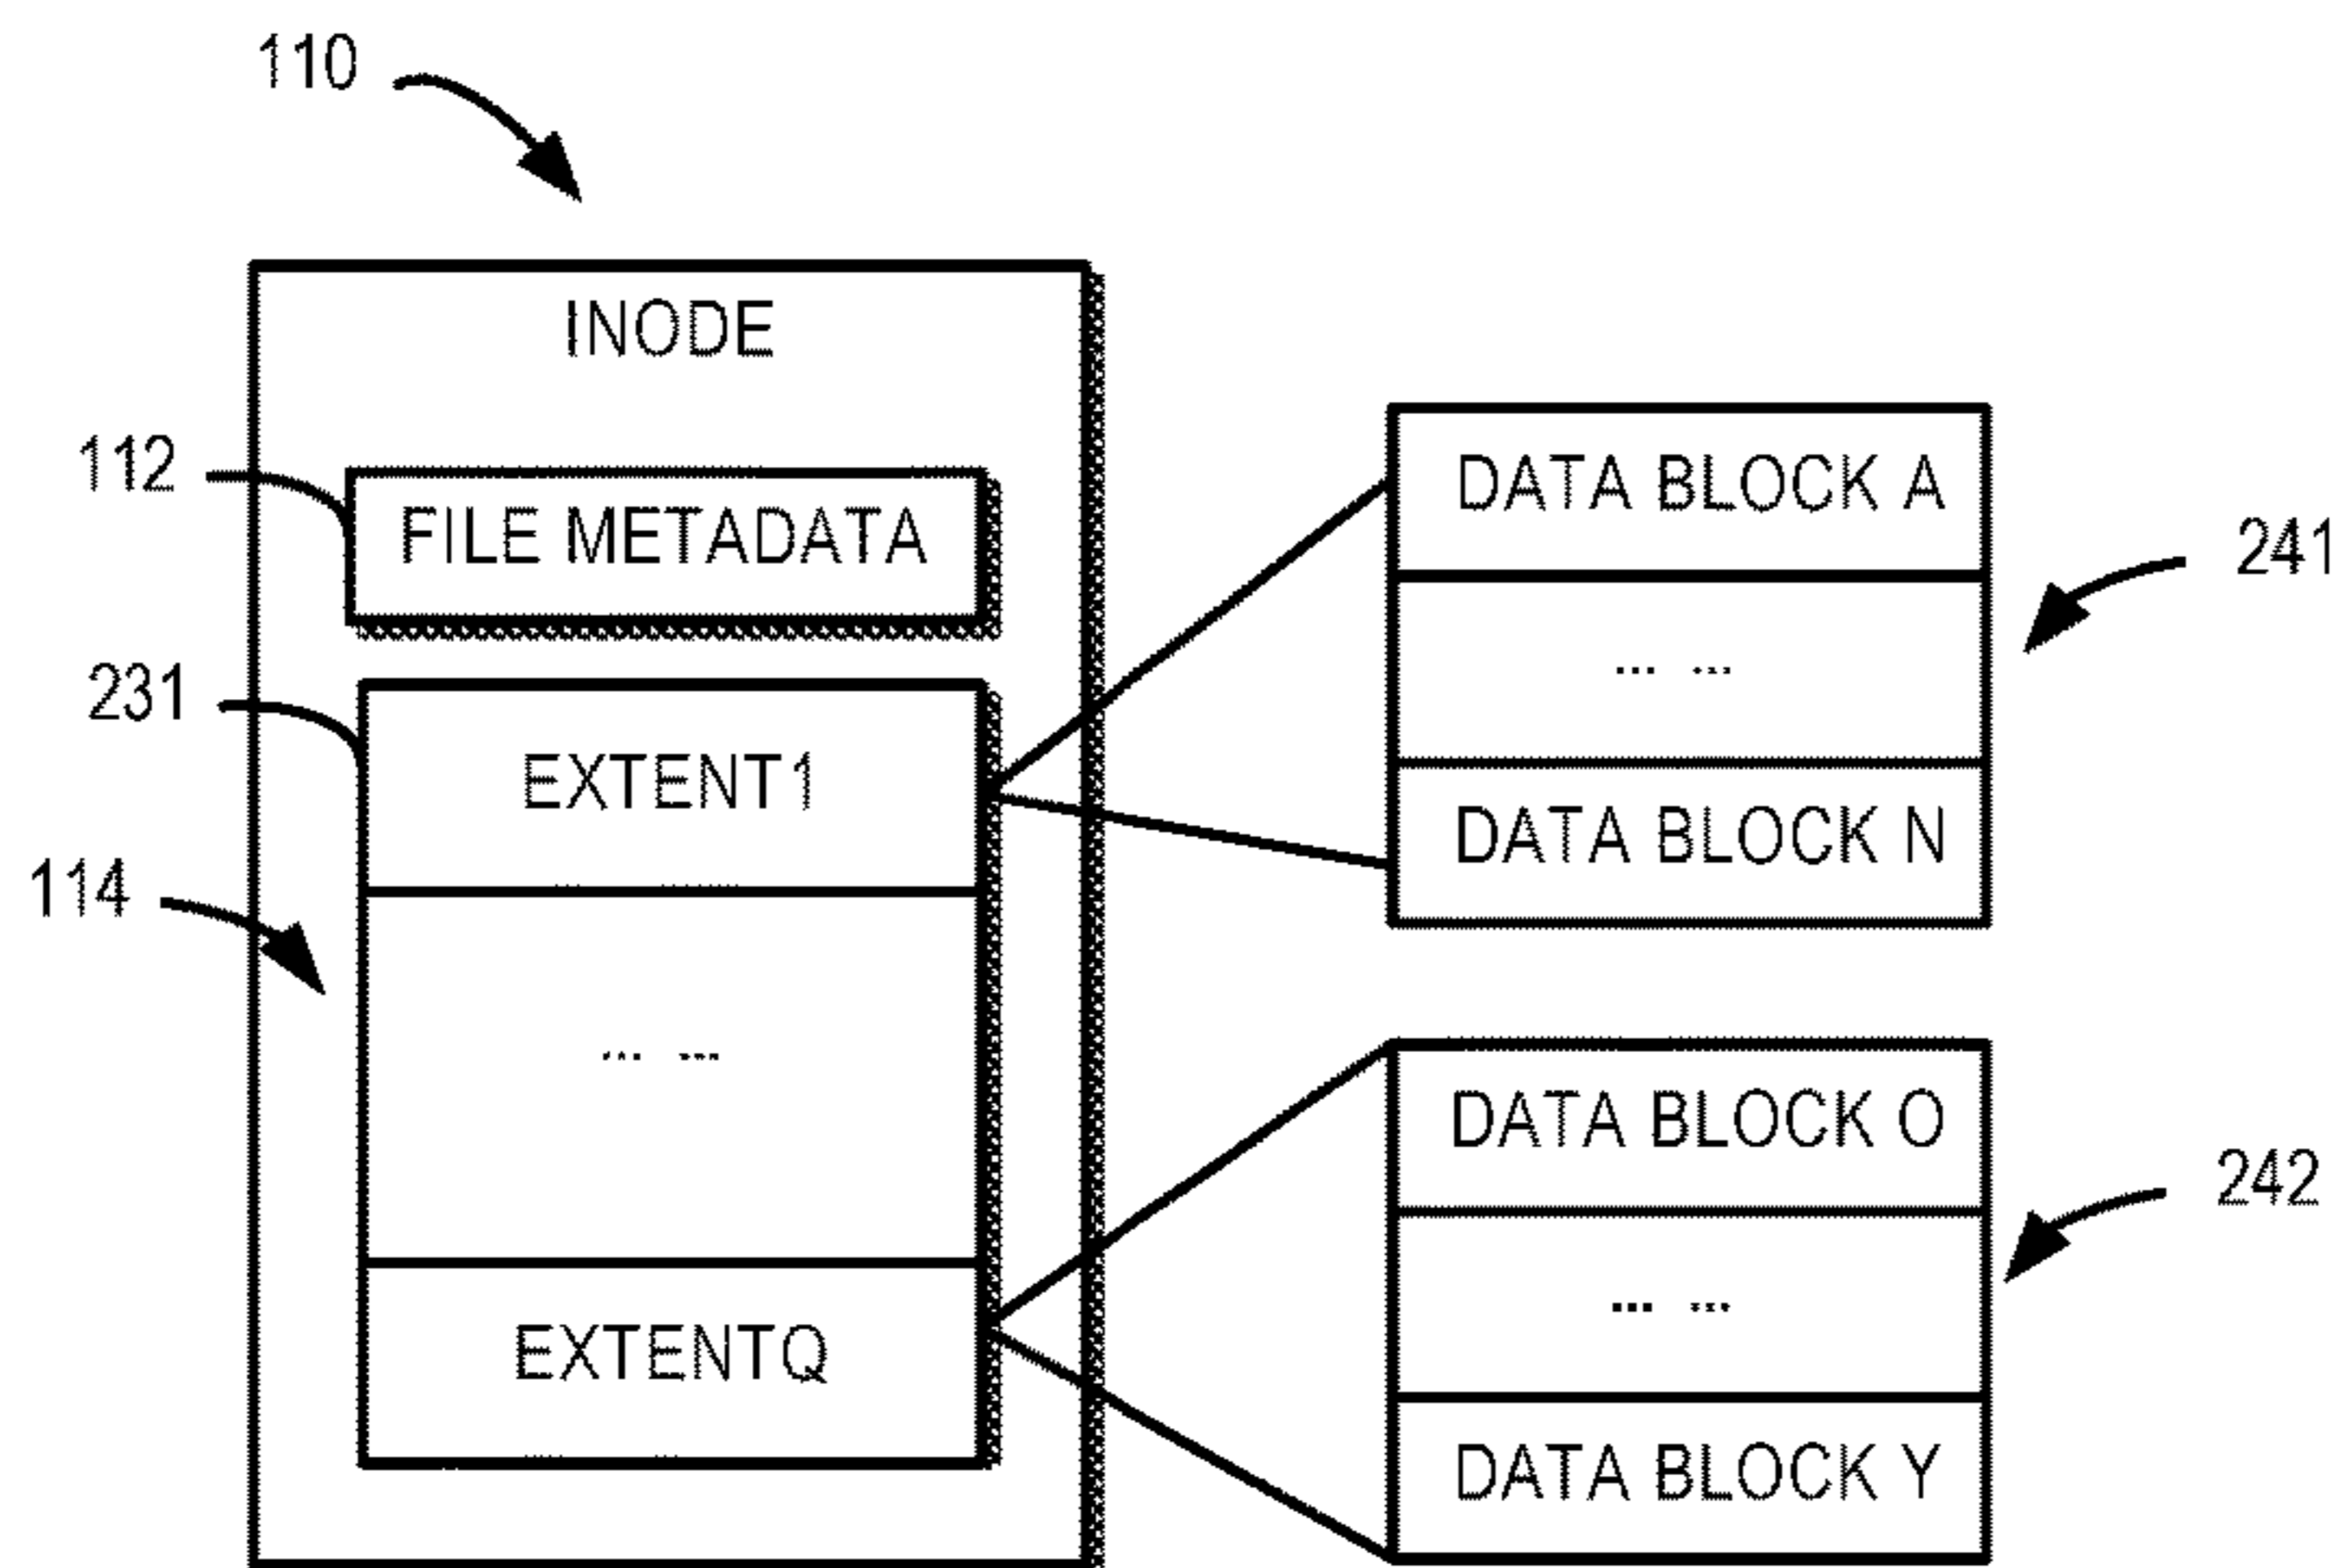 110
INODE
112
FILE METADATA
231
EXTENT1
114
... ...
EXTENTQ
DATA BLOCK A
... ...
DATA BLOCK N
241
DATA BLOCK O
... ...
DATA BLOCK Y
242